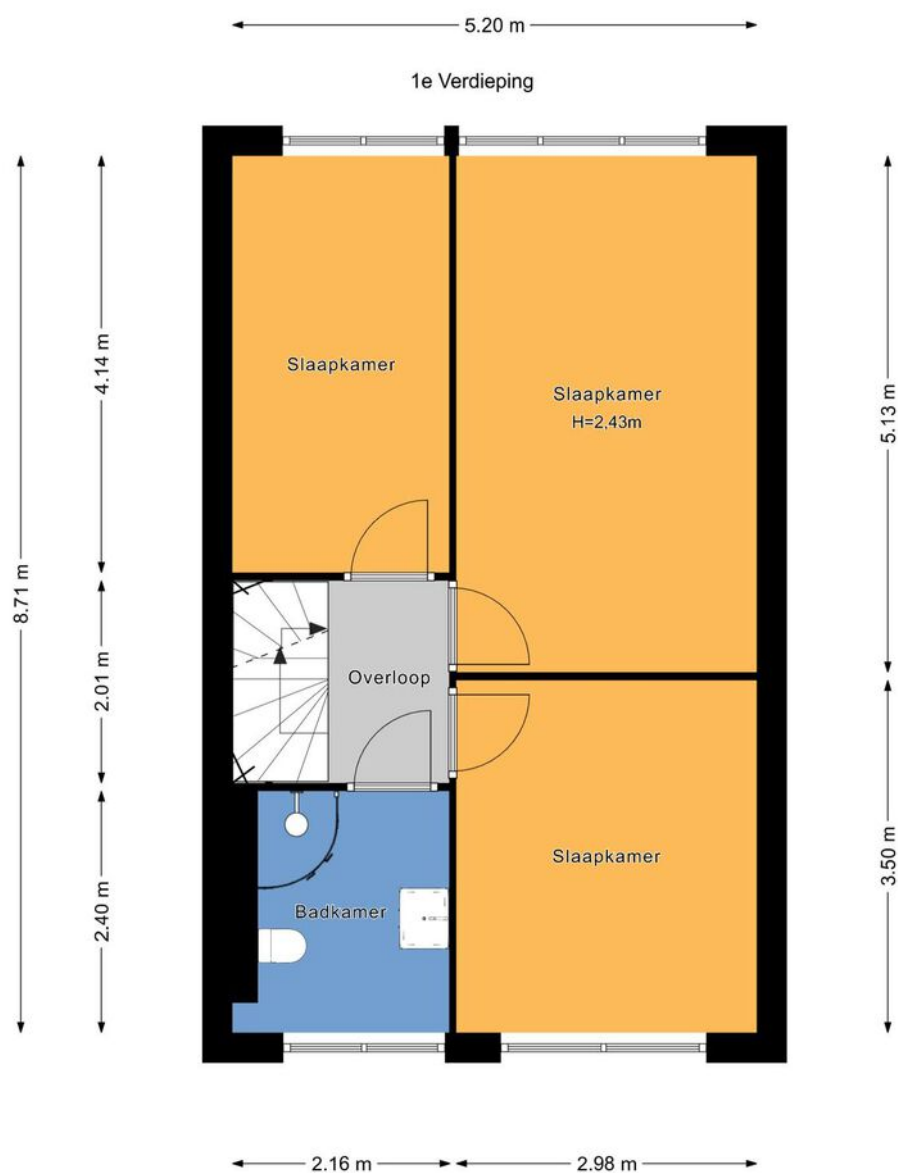 5.20 m
1e Verdieping
8.71 m
4.14 m
2.01 m
2.40 m
Slaapkamer
Slaapkamer
H=2,43m
Overloop
Slaapkamer
Badkamer
5.13 m
3.50 m
2.16 m
2.98 m